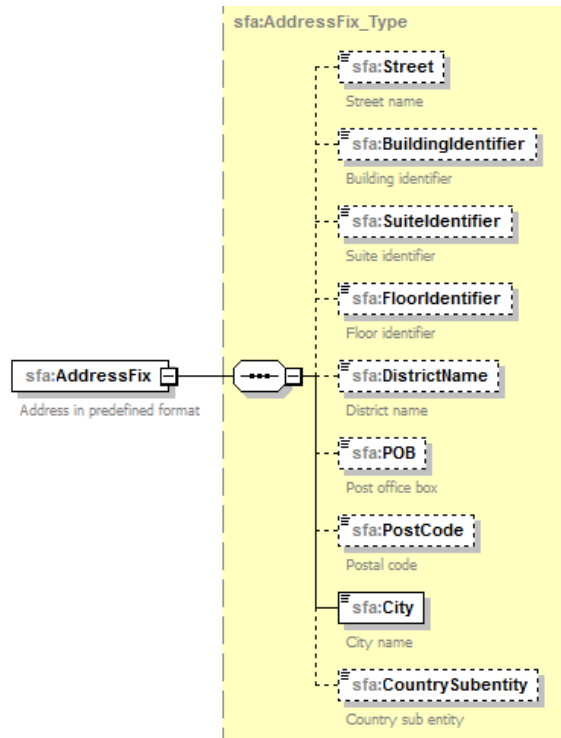 sfa:AddressFix_Type
sfa:Street
Street name
sfa:BuildingIdentifier
Building identifier
sfa:SuiteIdentifier
Suite identifier
sfa:FloorIdentifier
Floor identifier
sfa:AddressFix
Address in predefined format
sfa:DistrictName
District name
sfa:POB
Post office box
sfa:PostCode
Postal code
sfa:City
City name
sfa:CountrySubentity
Country sub entity